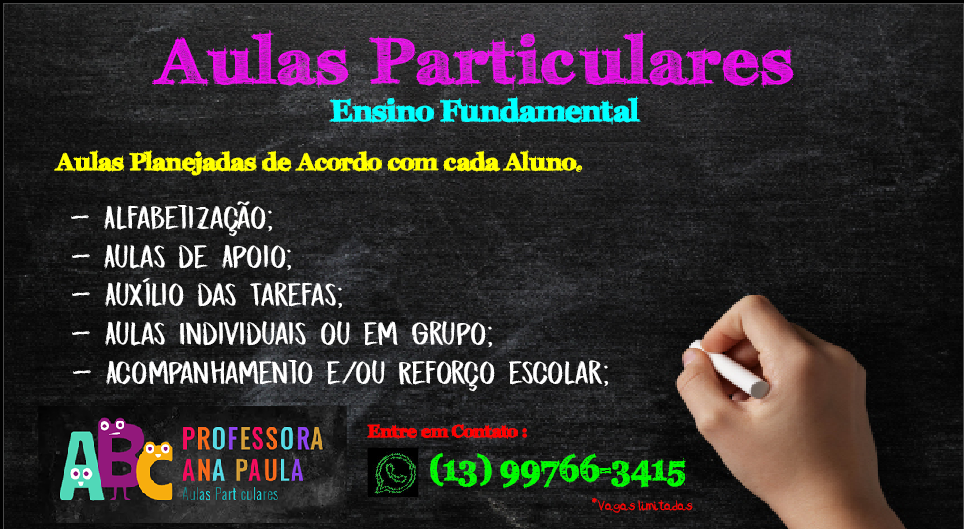 Aulas Particulares
Ensino Fundamental
Aulas Planejadas de Acordo com cada Aluno.
- ALFABETIZAÇÃO;
- AULAS DE APOIO;
- AUXÍLIO DAS TAREFAS;
- AULAS INDIVIDUAIS OU EM GRUPO;
- ACOMPANHAMENTO E/OU REFORÇO ESCOLAR;
ABC
PROFESSORA
ANA PAULA
Aulas Particulares
Entre em Contato :
(13) 99766-3415
*Vagas limitadas